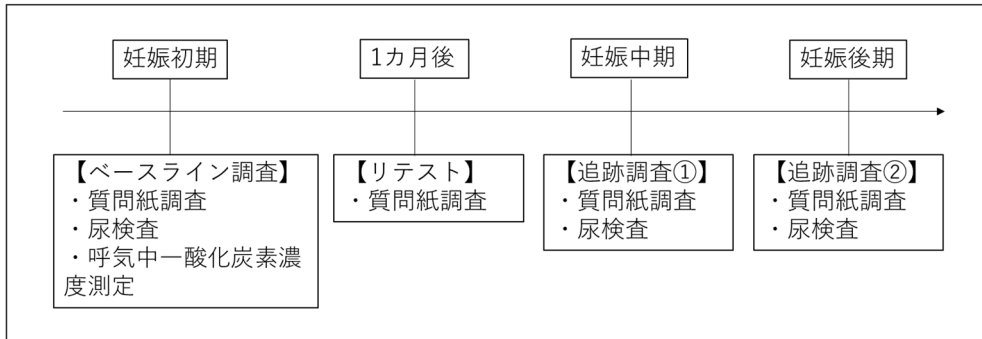 妊娠初期
1カ月後
妊娠中期
妊娠後期
【ベースライン調査】
・質問紙調査
・尿検査
・呼気中一酸化炭素濃
度測定
【リテスト】
・質問紙調査
【追跡調査①】
・質問紙調査
・尿検査
【追跡調査②】
・質問紙調査
・尿検査